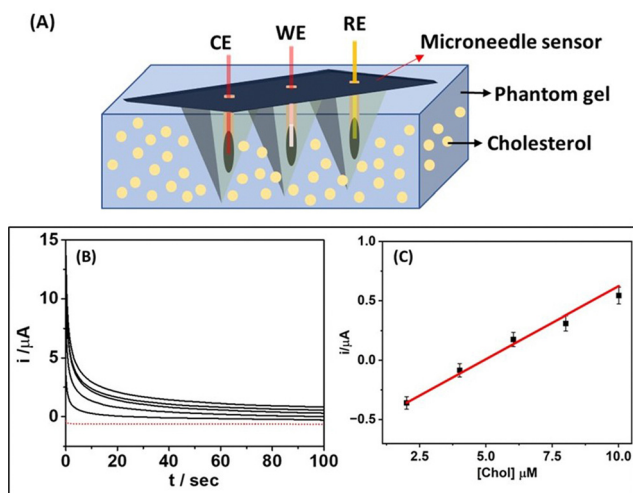 (A)
CE
WE
RE
Microneedle sensor
Phantom gel
Cholesterol
(B)
i /μA
15
10
5
0
0 20 40 60 80 100
t / sec
(C)
i/μA
1.0
0.5
0.0
−0.5
2.5 5.0 7.5 10.0
[Chol] μM